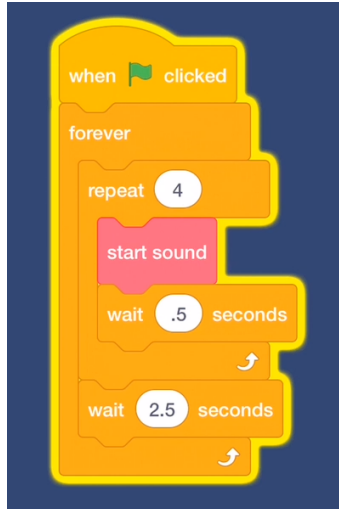 when clicked
forever
repeat 4
start sound
wait .5 seconds
wait 2.5 seconds